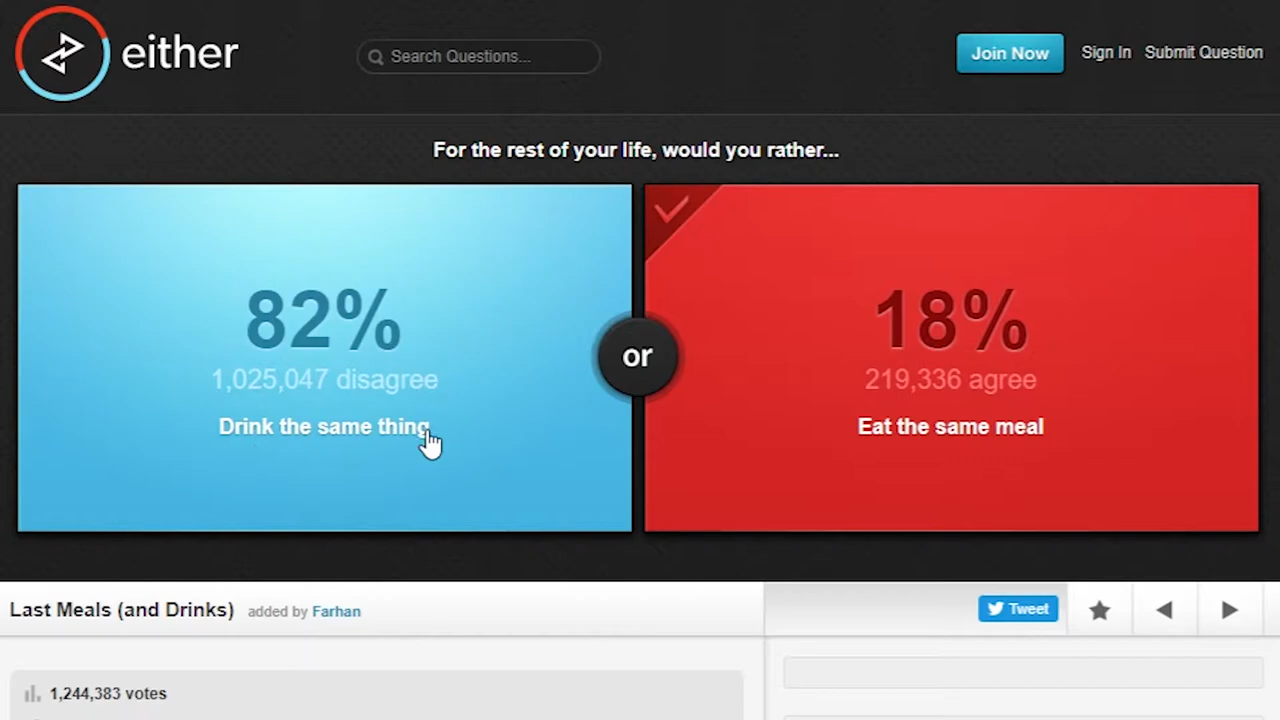 either
Search Questions...
Join Now
Sign In
Submit Question
For the rest of your life, would you rather...
82%
1,025,047 disagree
Drink the same thing
or
18%
219,336 agree
Eat the same meal
Last Meals (and Drinks) added by Farhan
Tweet
1,244,383 votes